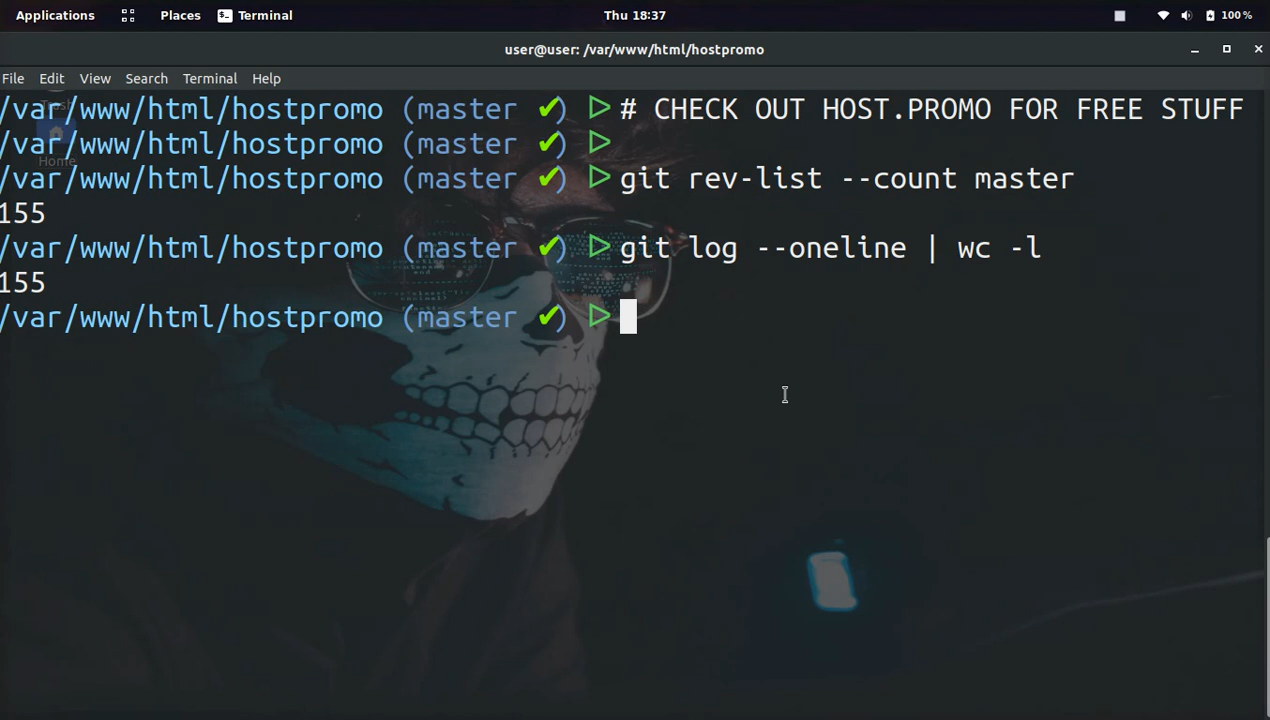 Applications Places Terminal Thu 18:37 100%
user@user: /var/www/html/hostpromo
File Edit View Search Terminal Help
Trash
Home
/var/www/html/hostpromo (master ✔) ▷# CHECK OUT HOST.PROMO FOR FREE STUFF
/var/www/html/hostpromo (master ✔) ▷
/var/www/html/hostpromo (master ✔) ▷git rev-list --count master
155
/var/www/html/hostpromo (master ✔) ▷git log --oneline | wc -l
155
/var/www/html/hostpromo (master ✔) ▷